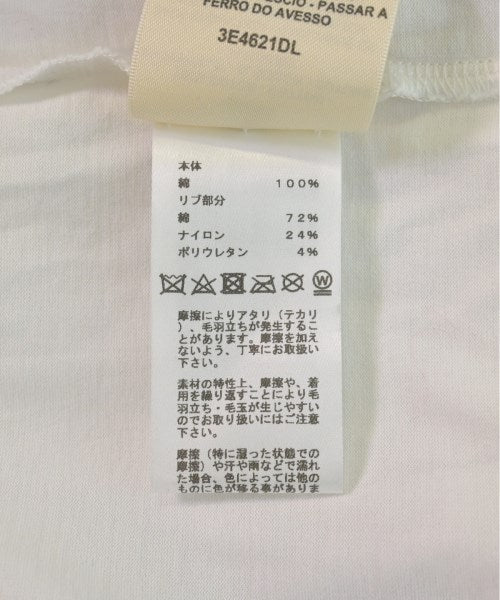 LÚCIO - PASSAR A
FERRO DO AVESSO
3E4621DL
本体
綿 100%
リブ部分
綿 72%
ナイロン 24%
ポリウレタン 4%
W
摩擦によりアタリ(テカリ
)、毛羽立ちが発生するこ
とがあります。摩擦を加え
ないよう、丁寧にお取扱い
下さい。
素材の特性上、摩擦や、着
用を繰り返すことにより毛
羽立ち・毛玉が生じやすい
のでお取り扱いにはご注意
下さい。
摩擦(特に湿った状態での
摩擦)や汗や雨などで濡れ
た場合、色によっては他の
ものに色が移る事がありま